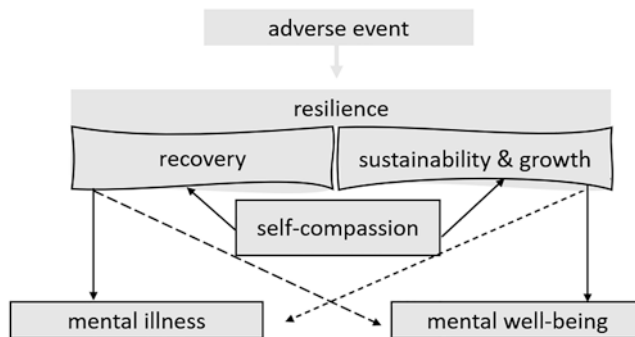 adverse event
resilience
recovery
sustainability & growth
self-compassion
mental illness
mental well-being